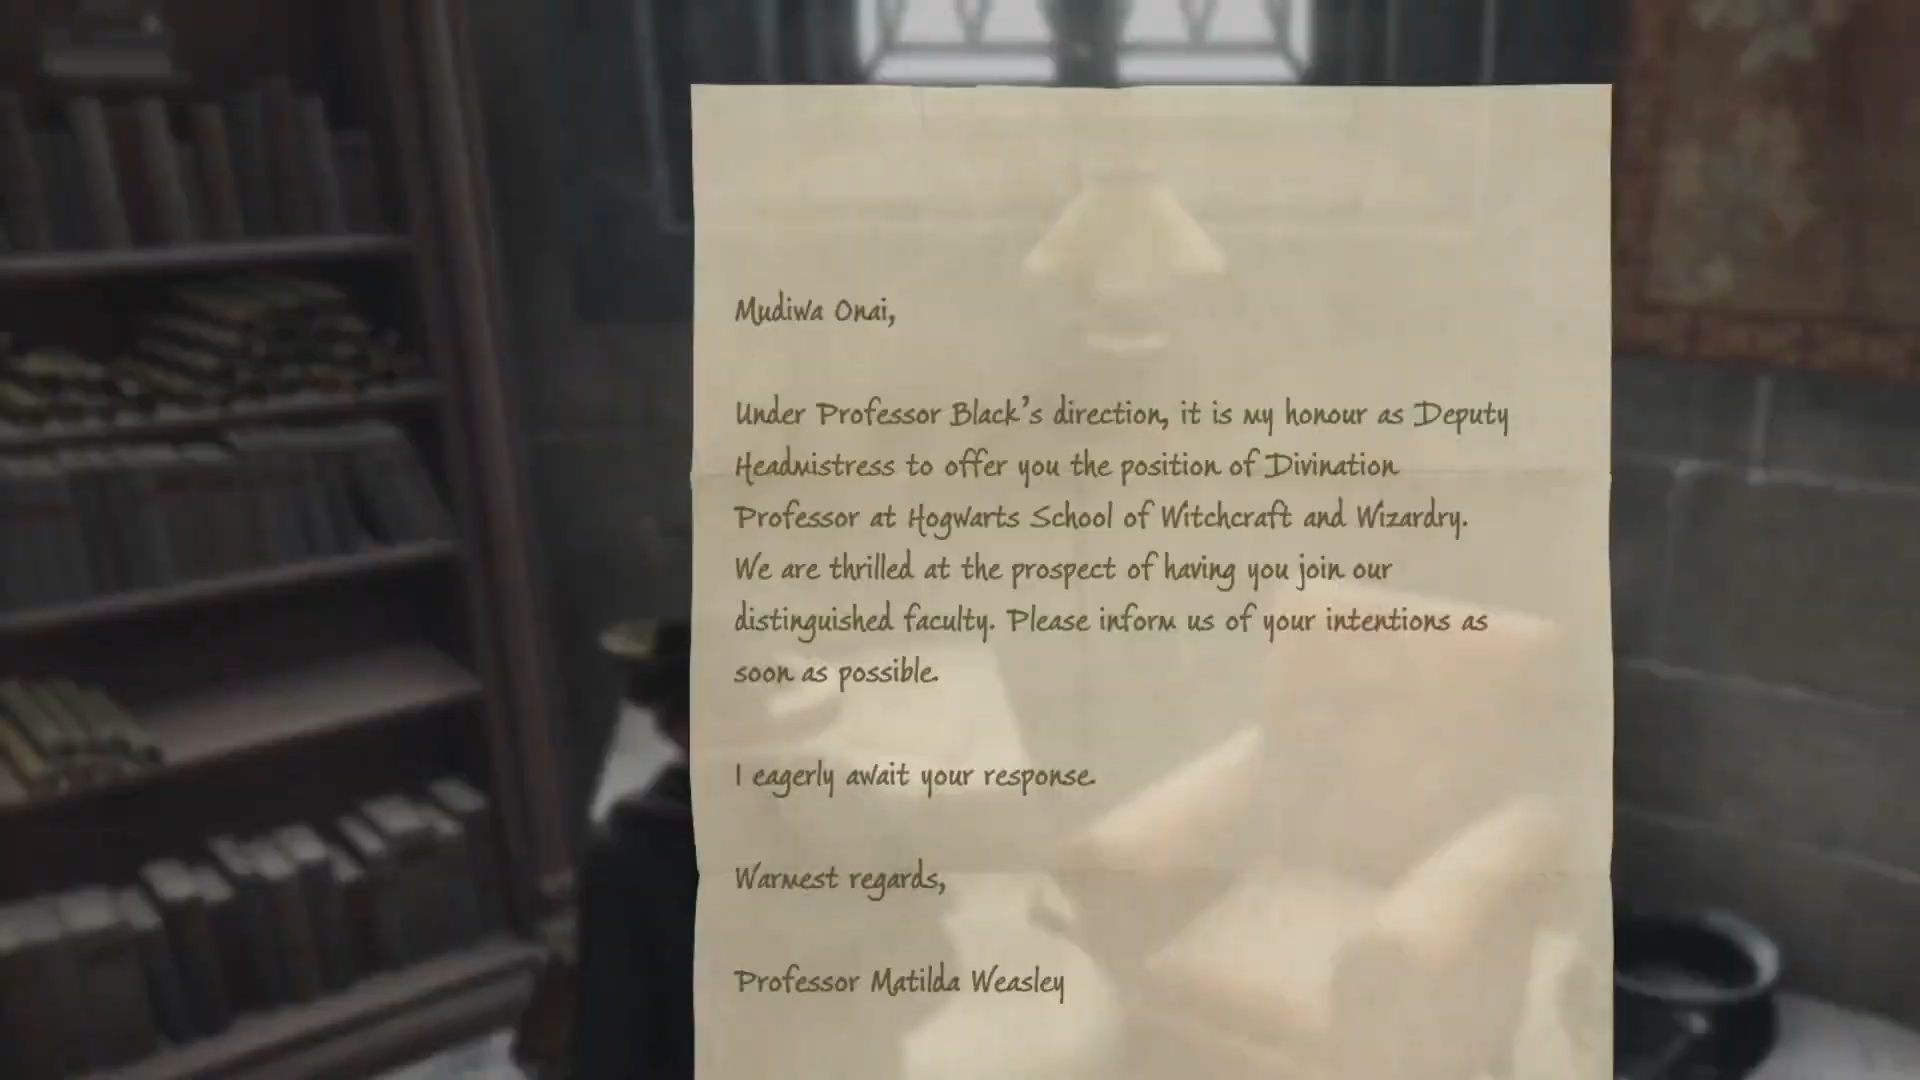 Mudiwa Onai,
Under Professor Black's direction, it is my honour as Deputy
Headmistress to offer you the position of Divination
Professor at Hogwarts School of Witchcraft and Wizardry.
We are thrilled at the prospect of having you join our
distinguished faculty. Please inform us of your intentions as
soon as possible.
I eagerly await your response.
Warmest regards,
Professor Matilda Weasley